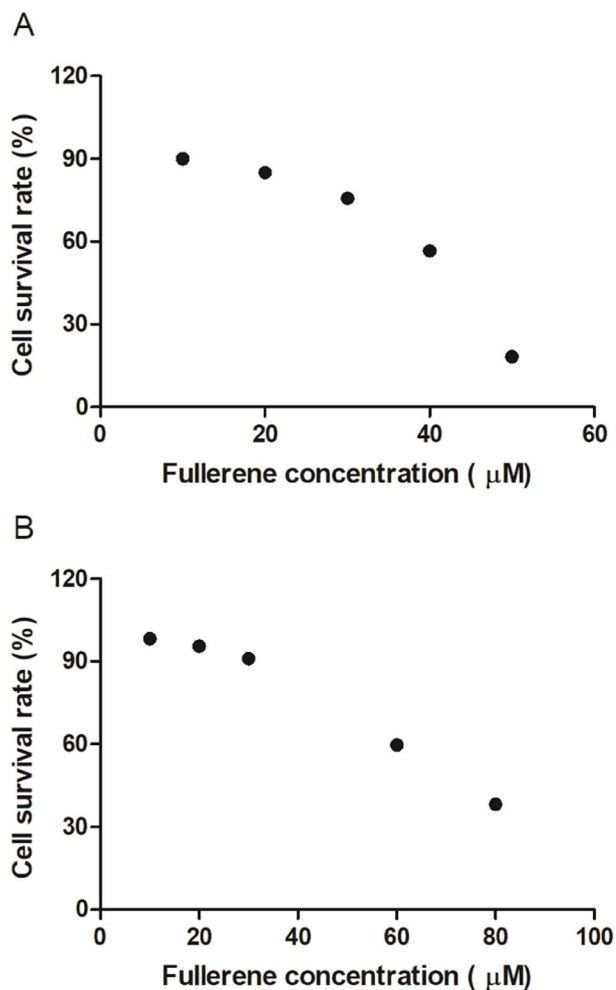 A
120
90
60
30
0
Cell survival rate (%)
0 20 40 60
Fullerene concentration ( μM)
B
120
90
60
30
0
Cell survival rate (%)
0 20 40 60 80 100
Fullerene concentration ( μM)